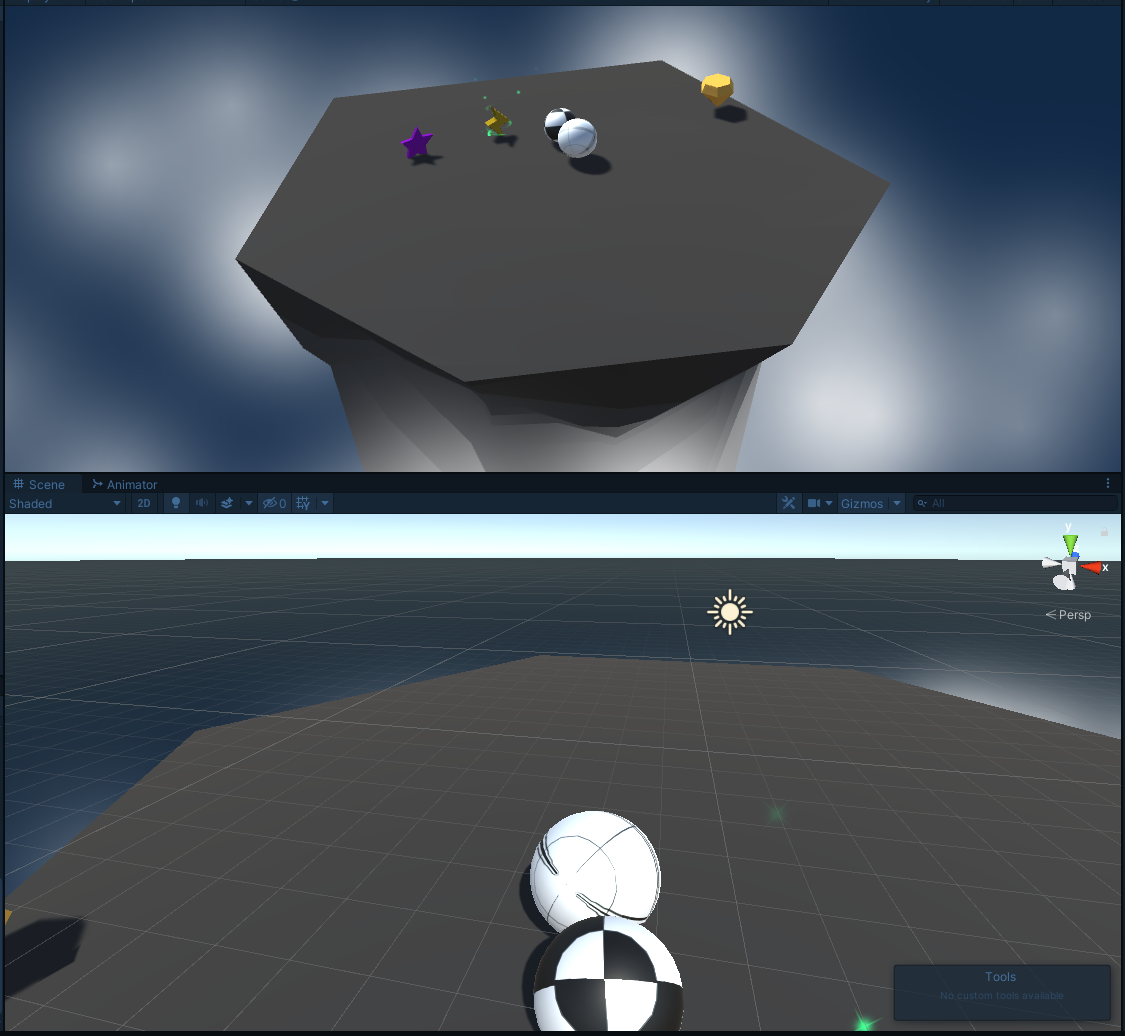 Scene Animator
Shaded 2D 0 Gizmos All
y
x
Persp
Tools
No custom tools available